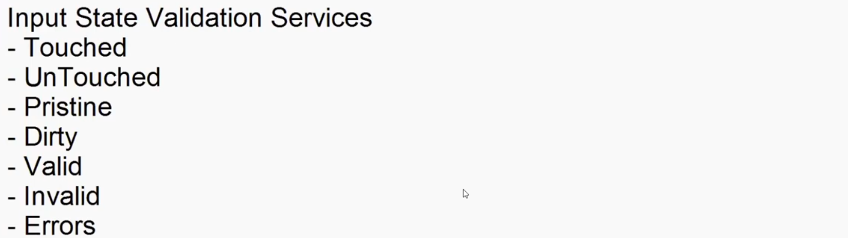 Input State Validation Services
- Touched
- UnTouched
- Pristine
- Dirty
- Valid
- Invalid
- Errors